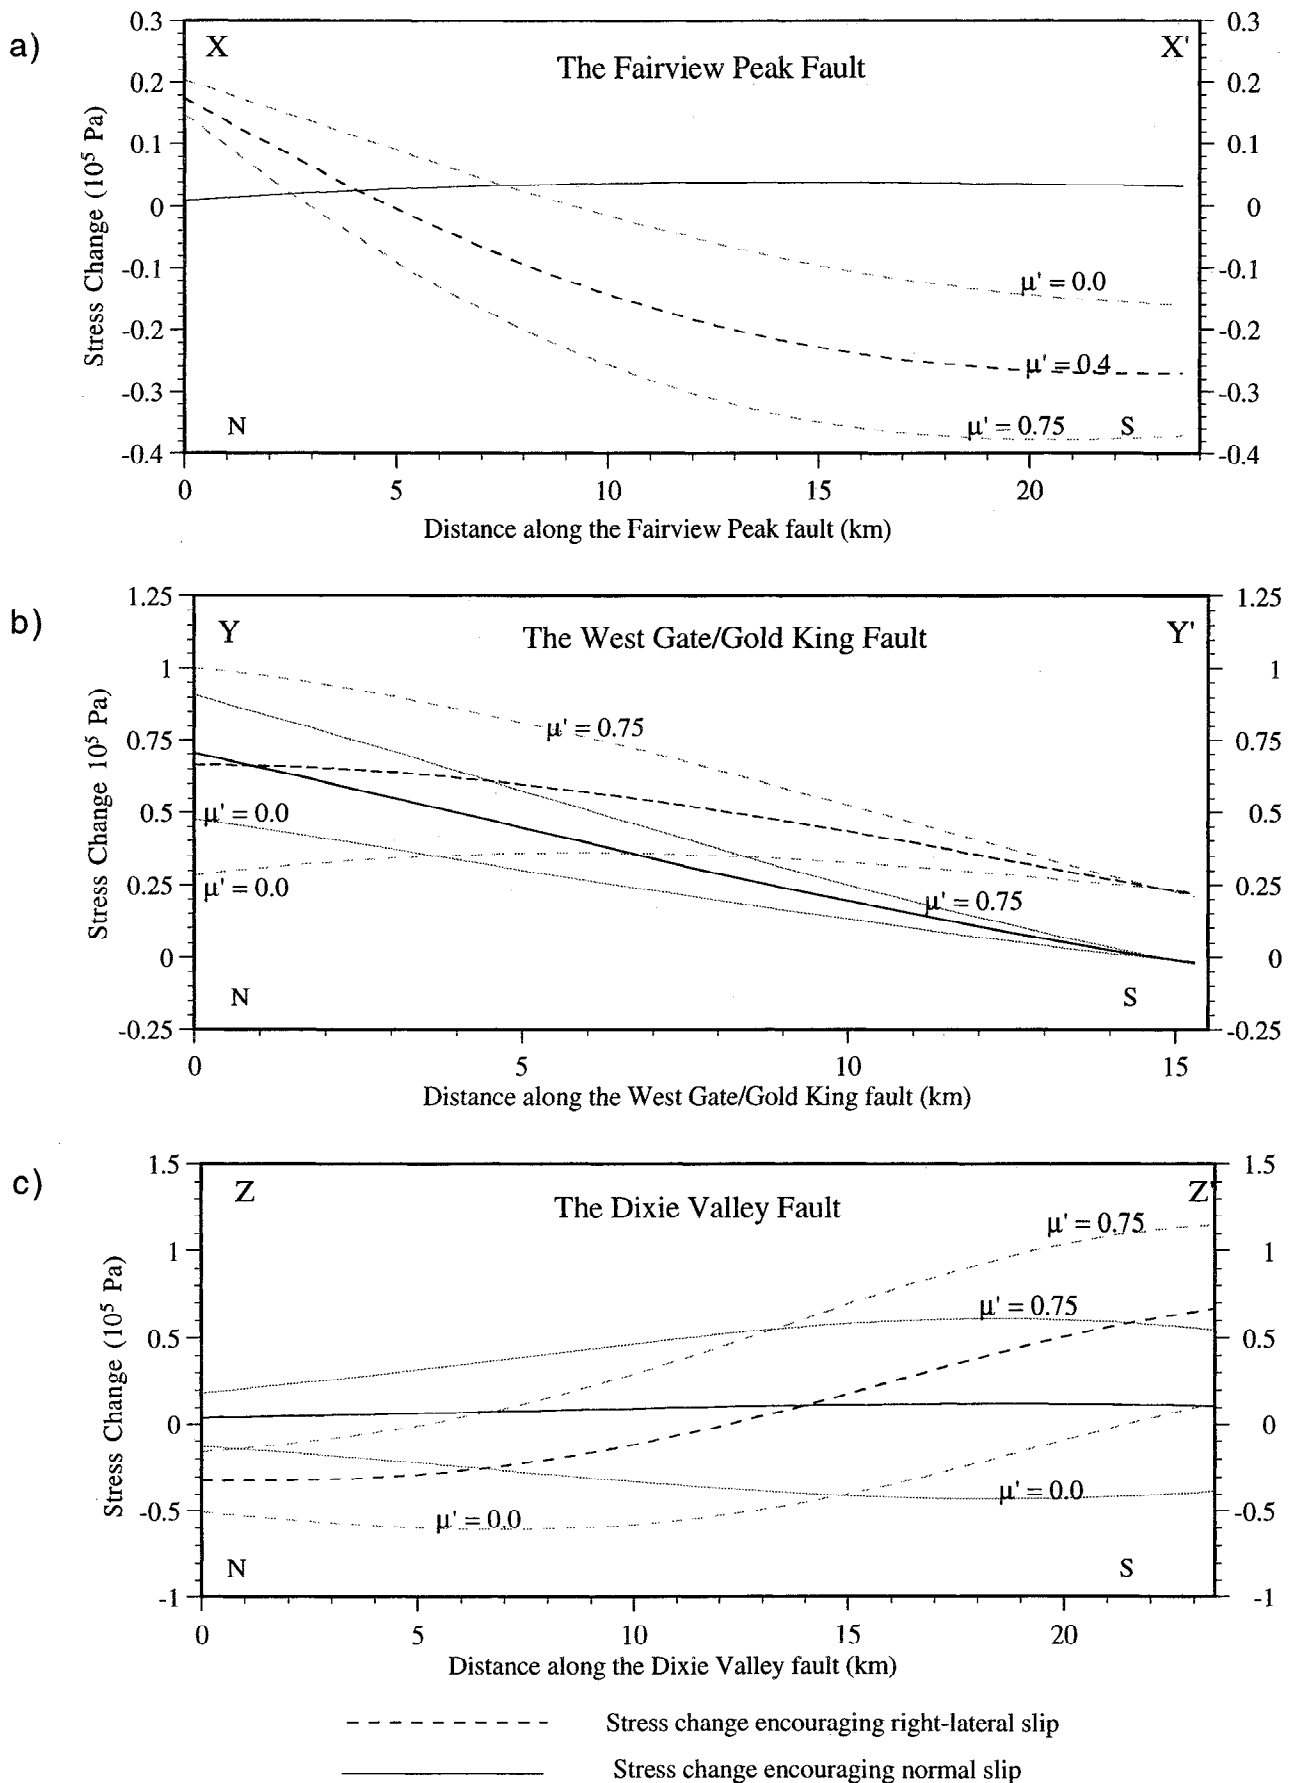 a)
X
X'
The Fairview Peak Fault
Stress Change (10⁵ Pa)
0.3
0.2
0.1
0
-0.1
-0.2
-0.3
-0.4
0.3
0.2
0.1
0
-0.1
-0.2
-0.3
-0.4
μ' = 0.0
μ' = 0.4
μ' = 0.75
N
S
0 5 10 15 20
Distance along the Fairview Peak fault (km)
b)
Y
Y'
The West Gate/Gold King Fault
Stress Change 10⁵ Pa)
1.25
1
0.75
0.5
0.25
0
-0.25
1.25
1
0.75
0.5
0.25
0
-0.25
μ' = 0.75
μ' = 0.0
μ' = 0.0
μ' = 0.75
N
S
0 5 10 15
Distance along the West Gate/Gold King fault (km)
c)
Z
Z'
The Dixie Valley Fault
Stress Change (10⁵ Pa)
1.5
1
0.5
0
-0.5
-1
1.5
1
0.5
0
-0.5
-1
μ' = 0.75
μ' = 0.75
μ' = 0.0
μ' = 0.0
N
S
0 5 10 15 20
Distance along the Dixie Valley fault (km)
Stress change encouraging right-lateral slip
Stress change encouraging normal slip